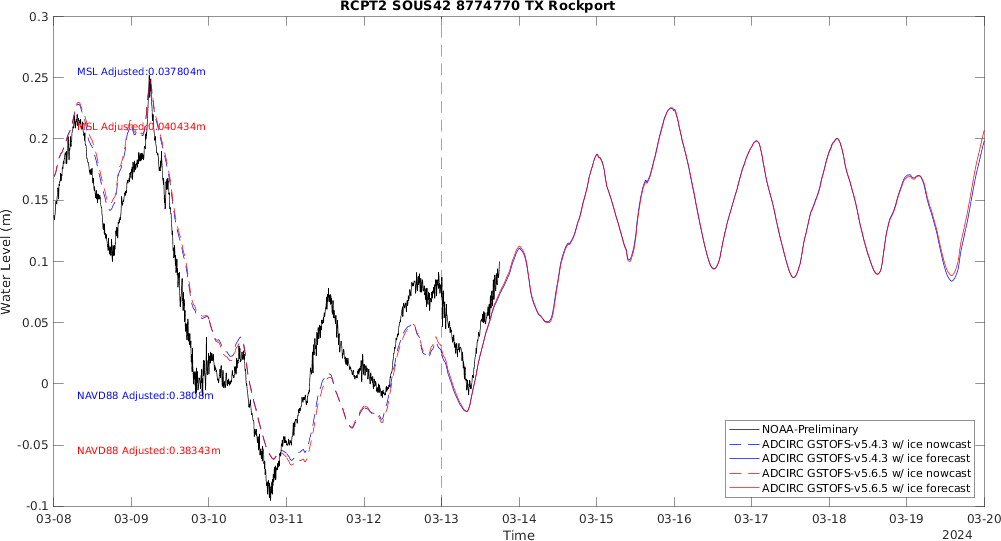 RCPT2 SOUS42 8774770 TX Rockport
0.3
0.25
0.2
0.15
0.1
0.05
0
-0.05
-0.1
Water Level (m)
MSL Adjusted:0.037804m
MSL Adjusted:0.040434m
NAVD88 Adjusted:0.3808m
NAVD88 Adjusted:0.38343m
NOAA-Preliminary
ADCIRC GSTOFS-v5.4.3 w/ ice nowcast
ADCIRC GSTOFS-v5.4.3 w/ ice forecast
ADCIRC GSTOFS-v5.6.5 w/ ice nowcast
ADCIRC GSTOFS-v5.6.5 w/ ice forecast
03-08 03-09 03-10 03-11 03-12 03-13 03-14 03-15 03-16 03-17 03-18 03-19 03-20
Time
2024